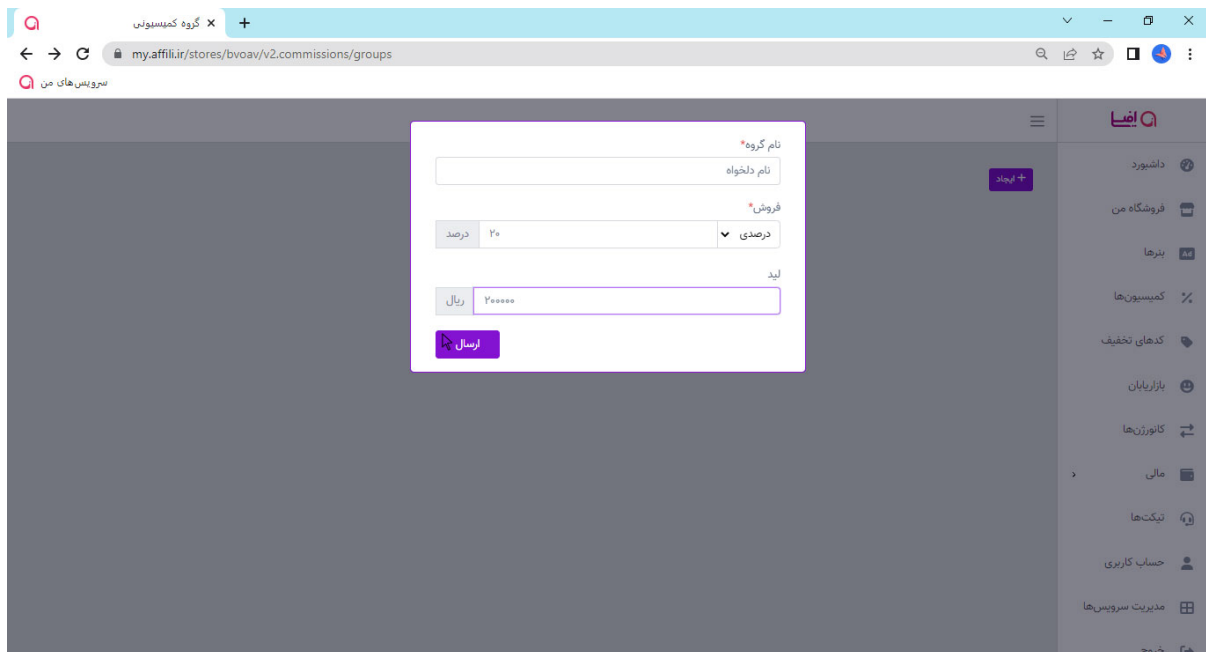 گروه کمیسیونی
my.affili.ir/stores/bvoav/v2.commissions/groups
سرویس‌های من
افیلی
داشبورد
فروشگاه من
بنرها
Ad
کمیسیون‌ها
کدهای تخفیف
بازاریابان
کانورژن‌ها
مالی
تیکت‌ها
حساب کاربری
مدیریت سرویس‌ها
خروج
+ ایجاد
نام گروه*
نام دلخواه
فروش*
درصدی ۲۰ درصد
لید
۲۰۰۰۰۰ ریال
ارسال